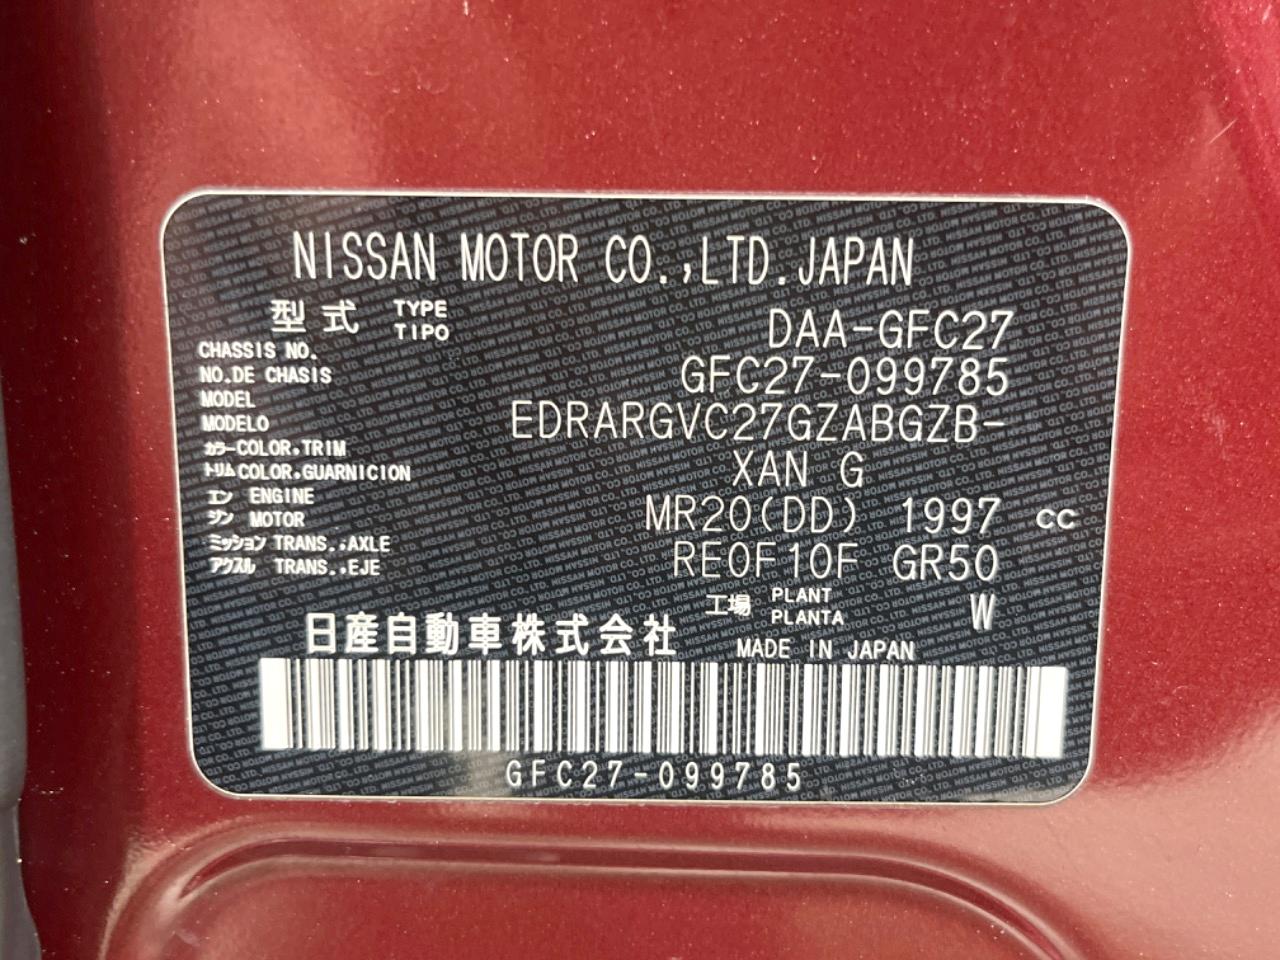 NISSAN MOTOR CO.,LTD.JAPAN
型式 TYPE TIPO DAA-GFC27
CHASSIS NO.
NO.DE CHASIS GFC27-099785
MODEL
MODELO EDRARGVC27GZABGZB-
カラー COLOR,TRIM
トリム COLOR,GUARNICION XAN G
エン ENGINE
ジン MOTOR MR20(DD) 1997 CC
ミッション TRANS.,AXLE
アクスル TRANS.,EJE RE0F10F GR50
工場 PLANT PLANTA W
日産自動車株式会社 MADE IN JAPAN
GFC27-099785